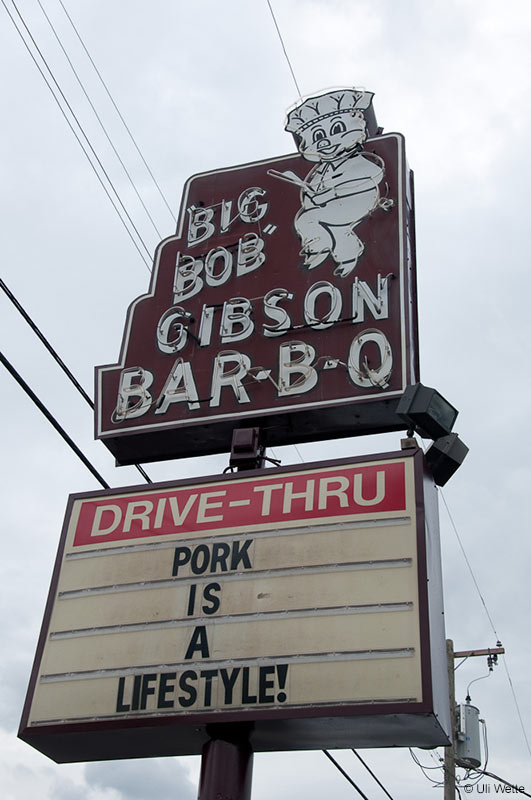 "BIG
BOB"
GIBSON
BAR-B-Q
DRIVE-THRU
PORK
IS
A
LIFESTYLE!
© Uli Welte